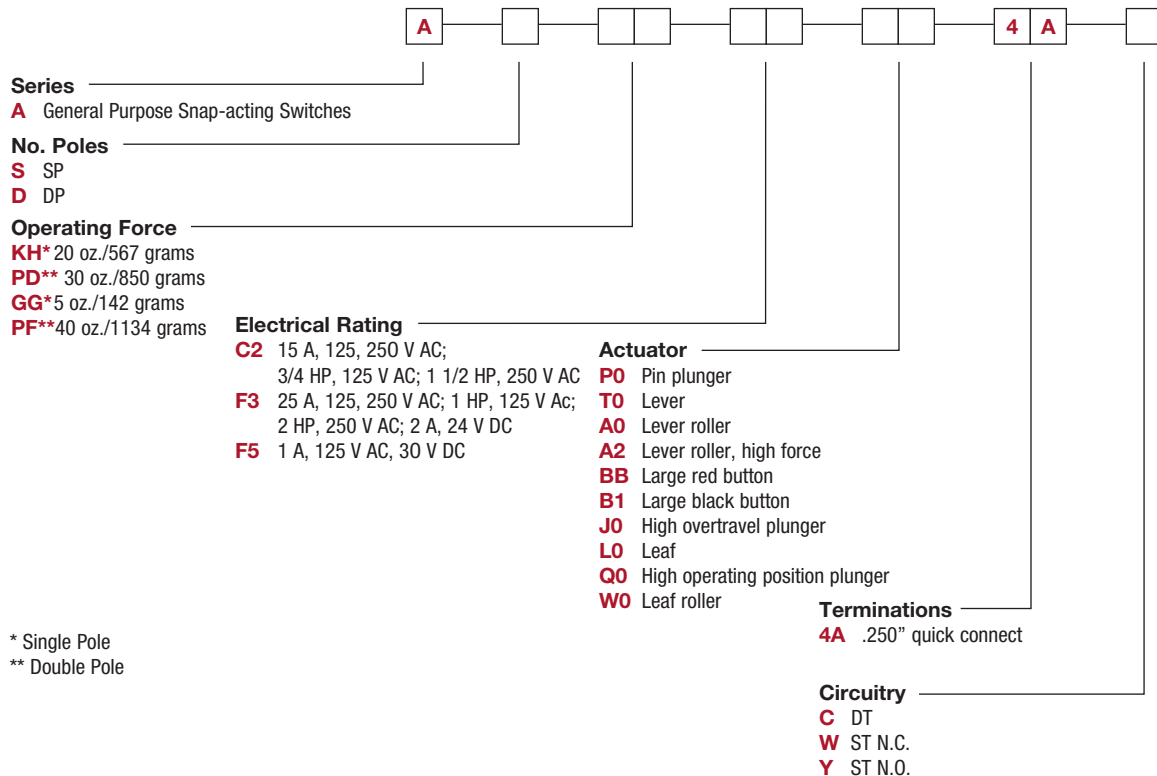 A 4 A
Series
A General Purpose Snap-acting Switches
No. Poles
S SP
D DP
Operating Force
KH* 20 oz./567 grams
PD** 30 oz./850 grams
GG* 5 oz./142 grams
PF** 40 oz./1134 grams
Electrical Rating
C2 15 A, 125, 250 V AC;
3/4 HP, 125 V AC; 1 1/2 HP, 250 V AC
F3 25 A, 125, 250 V AC; 1 HP, 125 V Ac;
2 HP, 250 V AC; 2 A, 24 V DC
F5 1 A, 125 V AC, 30 V DC
Actuator
P0 Pin plunger
T0 Lever
A0 Lever roller
A2 Lever roller, high force
BB Large red button
B1 Large black button
J0 High overtravel plunger
L0 Leaf
Q0 High operating position plunger
W0 Leaf roller
Terminations
4A .250” quick connect
* Single Pole
** Double Pole
Circuitry
C DT
W ST N.C.
Y ST N.O.